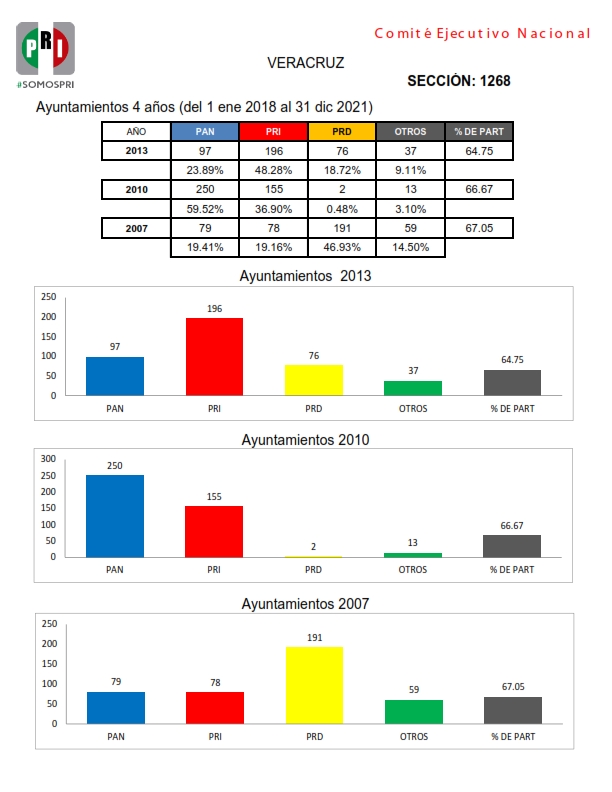 Comité Ejecutivo Nacional
PRI
#SOMOSPRI
VERACRUZ
SECCIÓN: 1268
Ayuntamientos 4 años (del 1 ene 2018 al 31 dic 2021)
AÑO PAN PRI PRD OTROS % DE PART
2013 97 196 76 37 64.75
23.89% 48.28% 18.72% 9.11%
2010 250 155 2 13 66.67
59.52% 36.90% 0.48% 3.10%
2007 79 78 191 59 67.05
19.41% 19.16% 46.93% 14.50%
Ayuntamientos 2013
250
200
150
100
50
0
97 196 76 37 64.75
PAN PRI PRD OTROS % DE PART
Ayuntamientos 2010
300
250
200
150
100
50
0
250 155 2 13 66.67
PAN PRI PRD OTROS % DE PART
Ayuntamientos 2007
250
200
150
100
50
0
79 78 191 59 67.05
PAN PRI PRD OTROS % DE PART